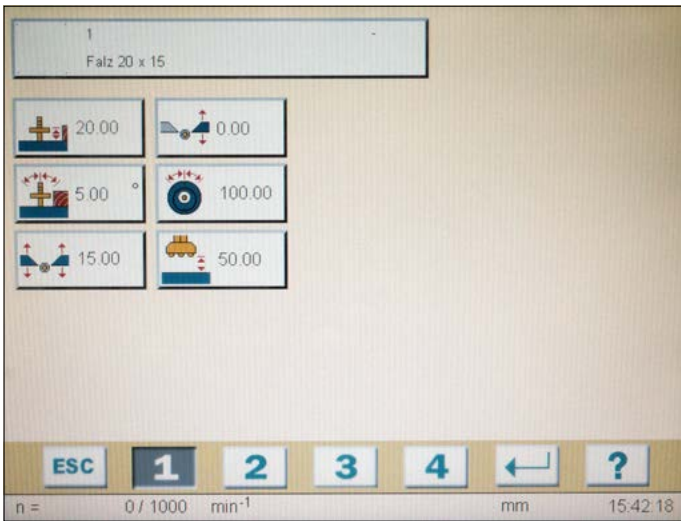 1
Falz 20 x 15
20.00 0.00
5.00 ° 100.00
15.00 50.00
ESC 1 2 3 4 ?
n = 0 / 1000 min-1 mm 15:42:18